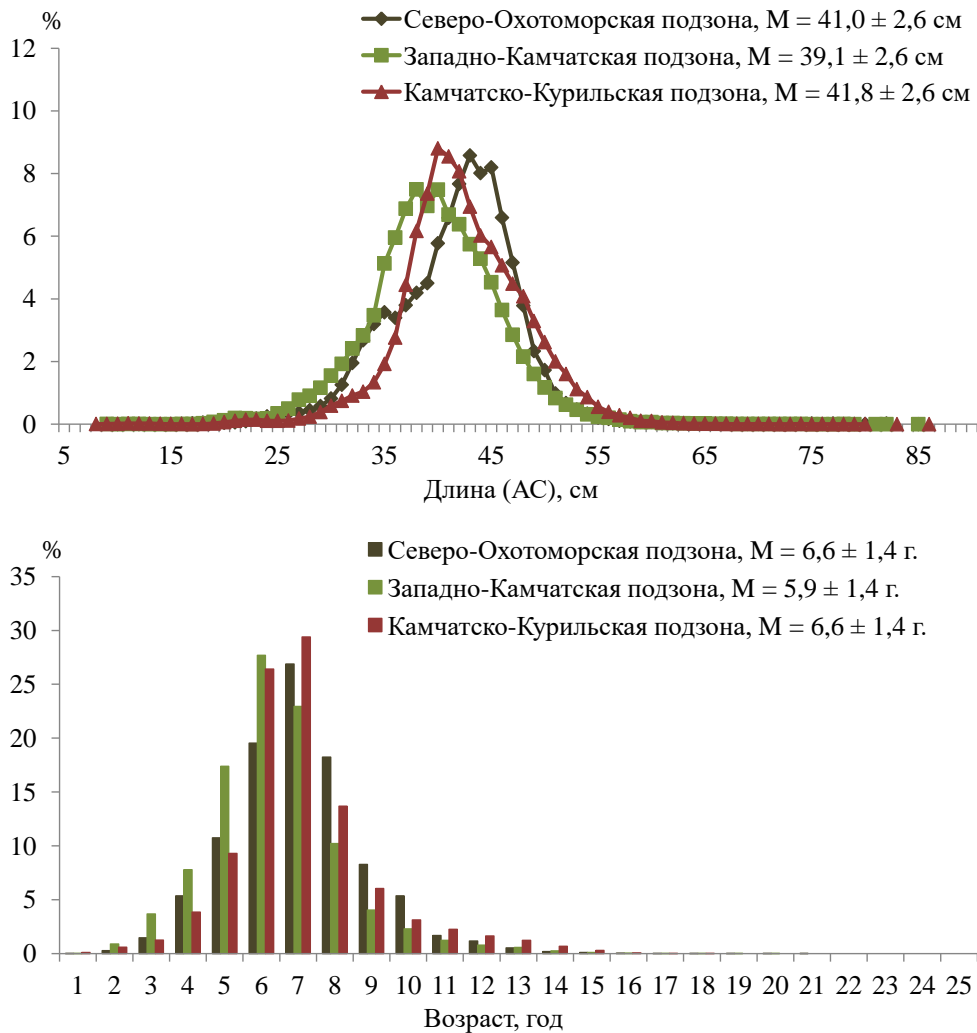 %
Северо-Охотоморская подзона, M = 41,0 ± 2,6 см
Западно-Камчатская подзона, M = 39,1 ± 2,6 см
Камчатско-Курильская подзона, M = 41,8 ± 2,6 см
12
10
8
6
4
2
0
5 15 25 35 45 55 65 75 85
Длина (АС), см
%
Северо-Охотоморская подзона, M = 6,6 ± 1,4 г.
Западно-Камчатская подзона, M = 5,9 ± 1,4 г.
Камчатско-Курильская подзона, M = 6,6 ± 1,4 г.
35
30
25
20
15
10
5
0
1 2 3 4 5 6 7 8 9 10 11 12 13 14 15 16 17 18 19 20 21 22 23 24 25
Возраст, год